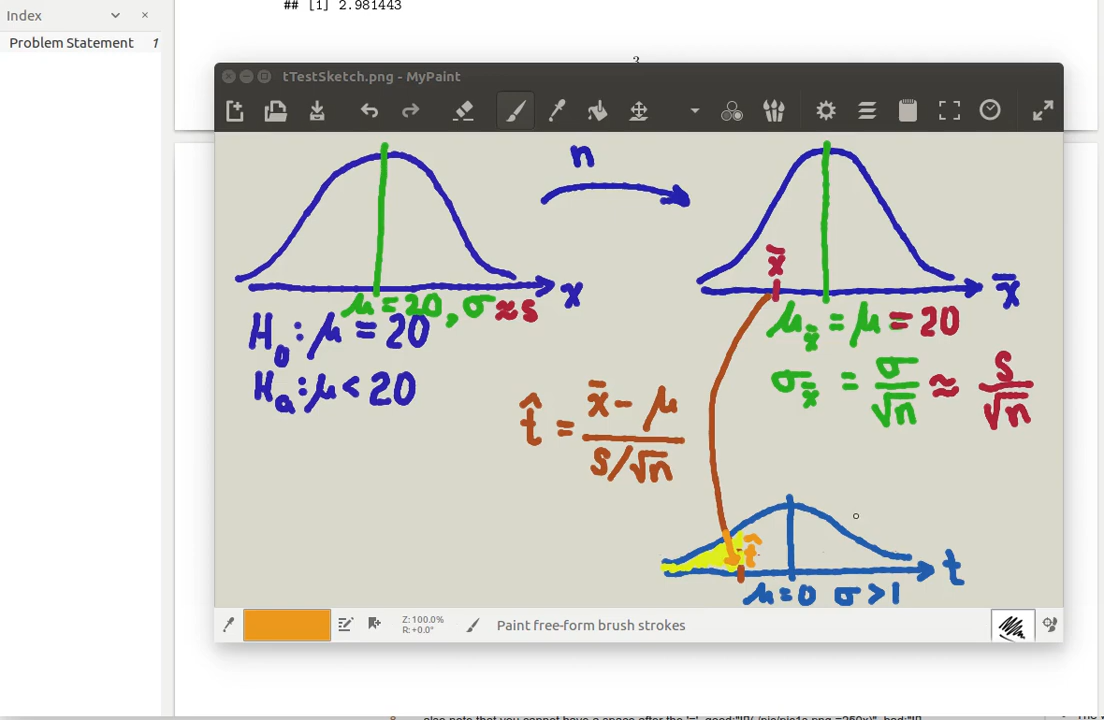 Index
## [1] 2.981443
Problem Statement 1
3
tTestSketch.png - MyPaint
n
x̄
x
x̄
μ = 20, σ ≈ s
μx̄ = μ = 20
H₀ : μ = 20
Hₐ : μ < 20
σx̄ = σ/√n ≈ s/√n
t̂ = x̄ - μ / s/√n
t̂
t
μ = 0 σ > 1
Z: 100.0%
R: +0.0°
Paint free-form brush strokes